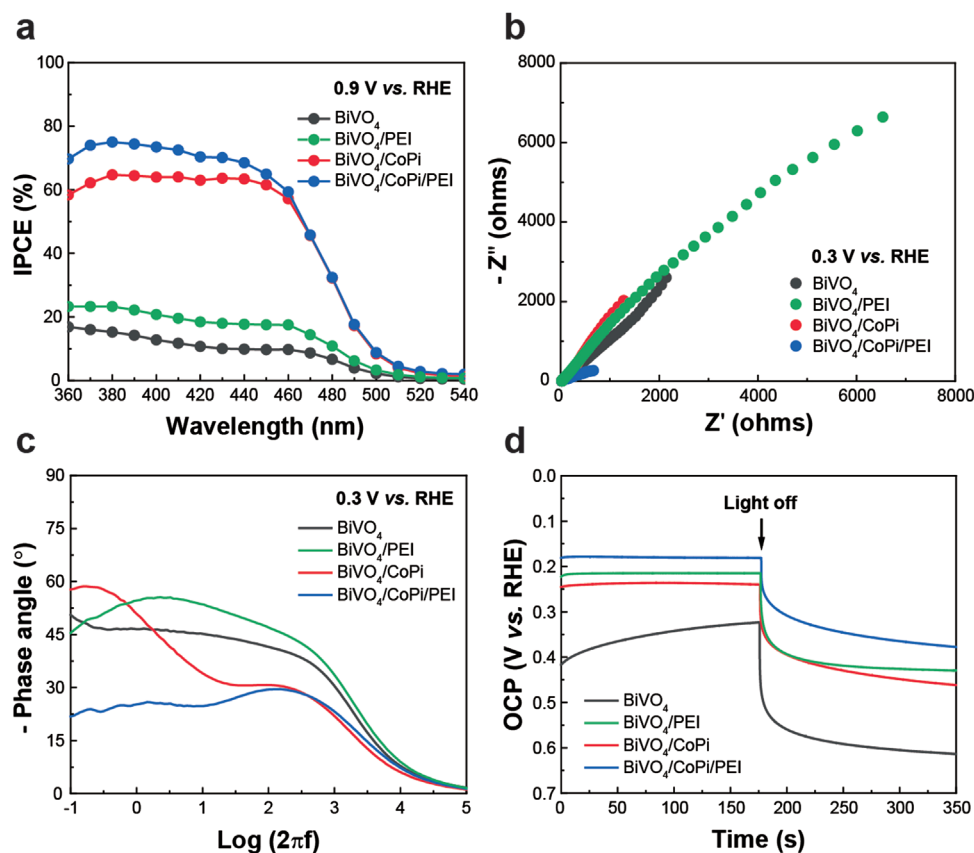 a
0.9 V vs. RHE
BiVO₄
BiVO₄/PEI
BiVO₄/CoPi
BiVO₄/CoPi/PEI
IPCE (%)
100
80
60
40
20
0
360 380 400 420 440 460 480 500 520 540
Wavelength (nm)
b
8000
6000
4000
2000
0
- Z" (ohms)
0.3 V vs. RHE
BiVO₄
BiVO₄/PEI
BiVO₄/CoPi
BiVO₄/CoPi/PEI
0 2000 4000 6000 8000
Z' (ohms)
c
90
75
60
45
30
15
0
- Phase angle (°)
0.3 V vs. RHE
BiVO₄
BiVO₄/PEI
BiVO₄/CoPi
BiVO₄/CoPi/PEI
-1 0 1 2 3 4 5
Log (2πf)
d
0.0
0.1
0.2
0.3
0.4
0.5
0.6
0.7
OCP (V vs. RHE)
Light off
BiVO₄
BiVO₄/PEI
BiVO₄/CoPi
BiVO₄/CoPi/PEI
0 50 100 150 200 250 300 350
Time (s)